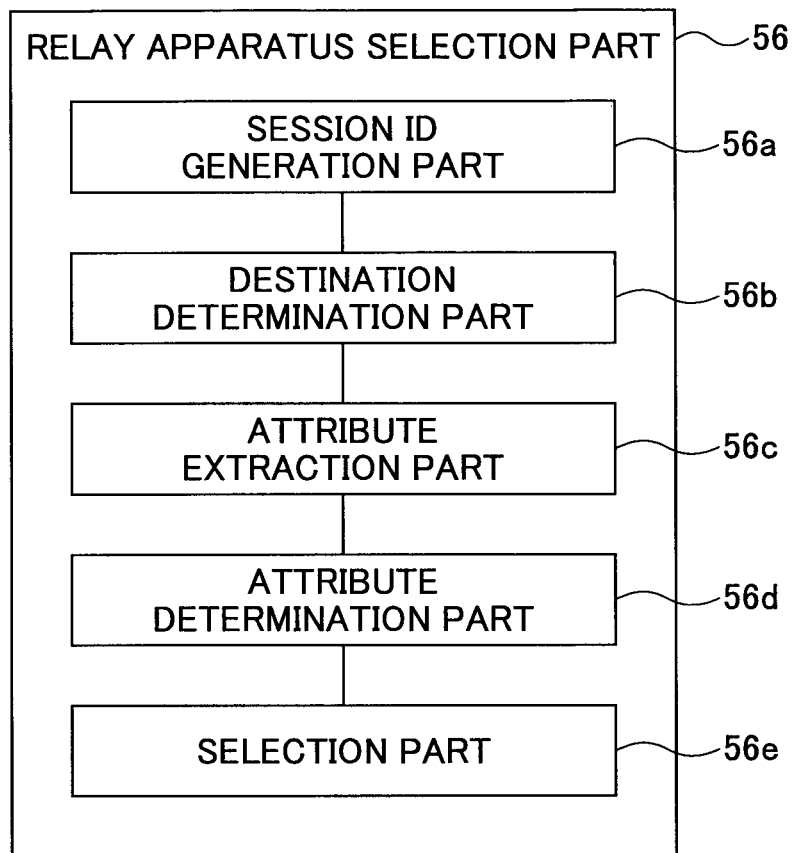 RELAY APPARATUS SELECTION PART 56
SESSION ID
GENERATION PART
56a
DESTINATION
DETERMINATION PART
56b
ATTRIBUTE
EXTRACTION PART
56c
ATTRIBUTE
DETERMINATION PART
56d
SELECTION PART
56e